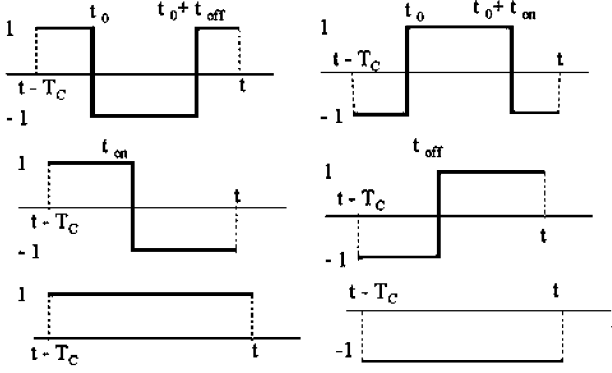 t₀ t₀ + t_off
1
t - T_C t
- 1
t₀ t₀ + t_on
1
t - T_C t
- 1
t_on
1
t
t - T_C
- 1
t_off
1
t - T_C
t
- 1
1
t - T_C t
t - T_C t
-1